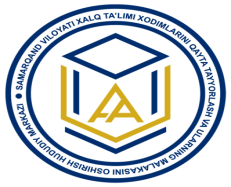 SAMARQAND VILOYATI XALQ TA'LIMI XODIMLARINI QAYTA TAYYORLASH VA ULARNING MALAKASINI OSHIRISH HUDUDIY MARKAZI